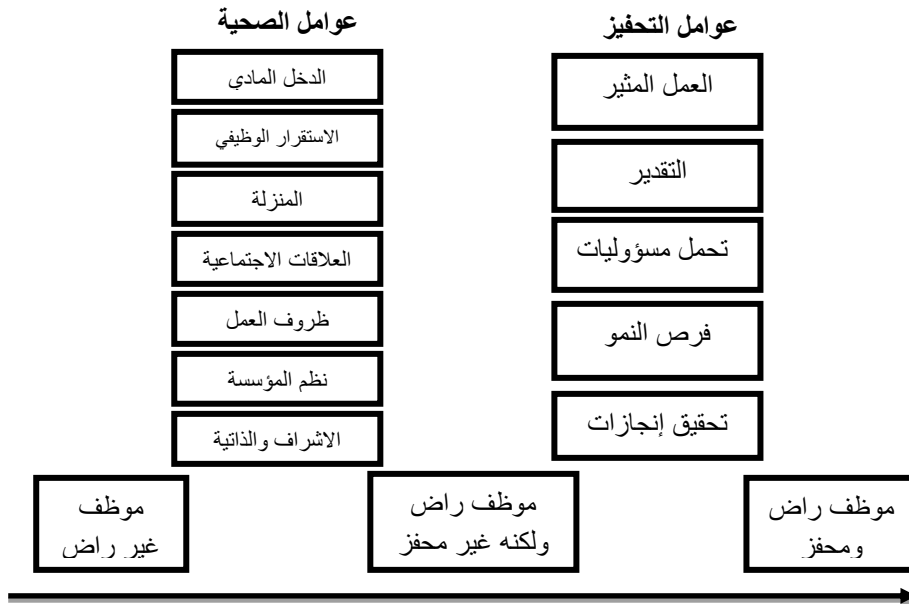 عوامل الصحية
الدخل المادي
الاستقرار الوظيفي
المنزلة
العلاقات الاجتماعية
ظروف العمل
نظم المؤسسة
الاشراف والذاتية
عوامل التحفيز
العمل المثير
التقدير
تحمل مسؤوليات
فرص النمو
تحقيق إنجازات
موظف
غير راض
موظف راض
ولكنه غير محفز
موظف راض
ومحفز